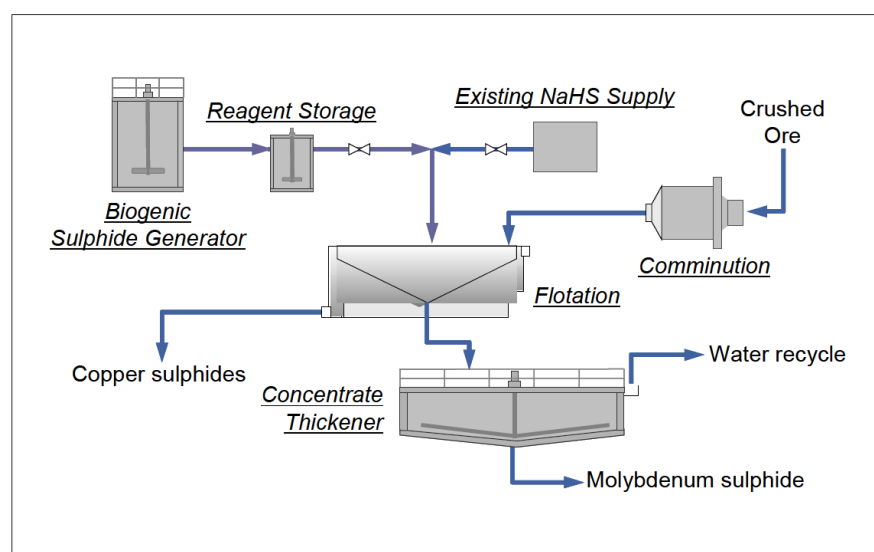 Existing NaHS Supply
Crushed
Ore
Reagent Storage
Biogenic
Sulphide Generator
Comminution
Flotation
Copper sulphides
Water recycle
Concentrate
Thickener
Molybdenum sulphide